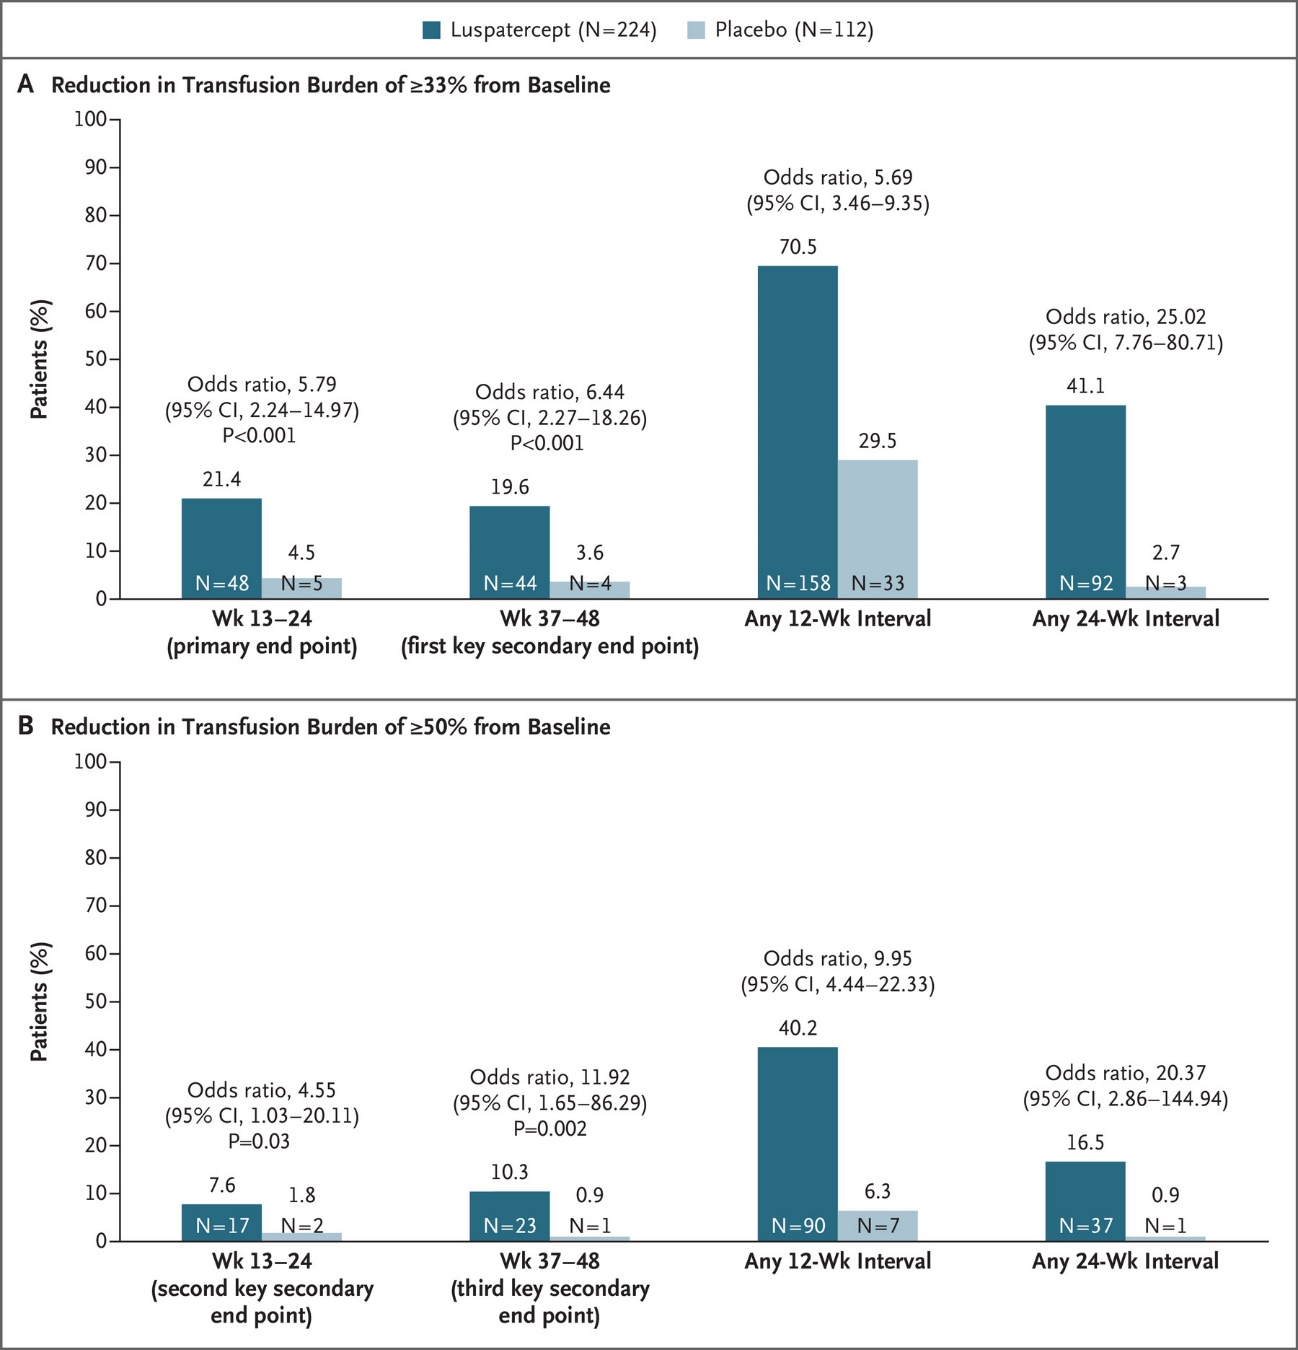 Luspatercept (N=224) Placebo (N=112)
A Reduction in Transfusion Burden of ≥33% from Baseline
Patients (%)
100
90
80
70
60
50
40
30
20
10
0
Odds ratio, 5.79
(95% CI, 2.24–14.97)
P<0.001
21.4
4.5
N=48
N=5
Wk 13–24
(primary end point)
Odds ratio, 6.44
(95% CI, 2.27–18.26)
P<0.001
19.6
3.6
N=44
N=4
Wk 37–48
(first key secondary end point)
Odds ratio, 5.69
(95% CI, 3.46–9.35)
70.5
29.5
N=158
N=33
Any 12-Wk Interval
Odds ratio, 25.02
(95% CI, 7.76–80.71)
41.1
2.7
N=92
N=3
Any 24-Wk Interval
B Reduction in Transfusion Burden of ≥50% from Baseline
Patients (%)
100
90
80
70
60
50
40
30
20
10
0
Odds ratio, 4.55
(95% CI, 1.03–20.11)
P=0.03
7.6
1.8
N=17
N=2
Wk 13–24
(second key secondary
end point)
Odds ratio, 11.92
(95% CI, 1.65–86.29)
P=0.002
10.3
0.9
N=23
N=1
Wk 37–48
(third key secondary
end point)
Odds ratio, 9.95
(95% CI, 4.44–22.33)
40.2
6.3
N=90
N=7
Any 12-Wk Interval
Odds ratio, 20.37
(95% CI, 2.86–144.94)
16.5
0.9
N=37
N=1
Any 24-Wk Interval